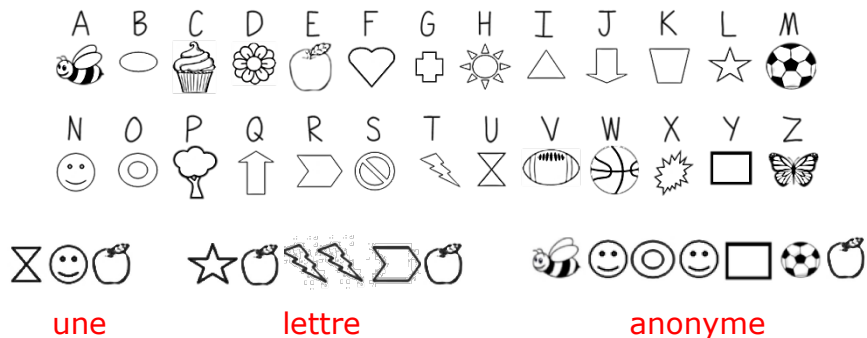 A B C D E F G H I J K L M
N O P Q R S T U V W X Y Z
une lettre anonyme